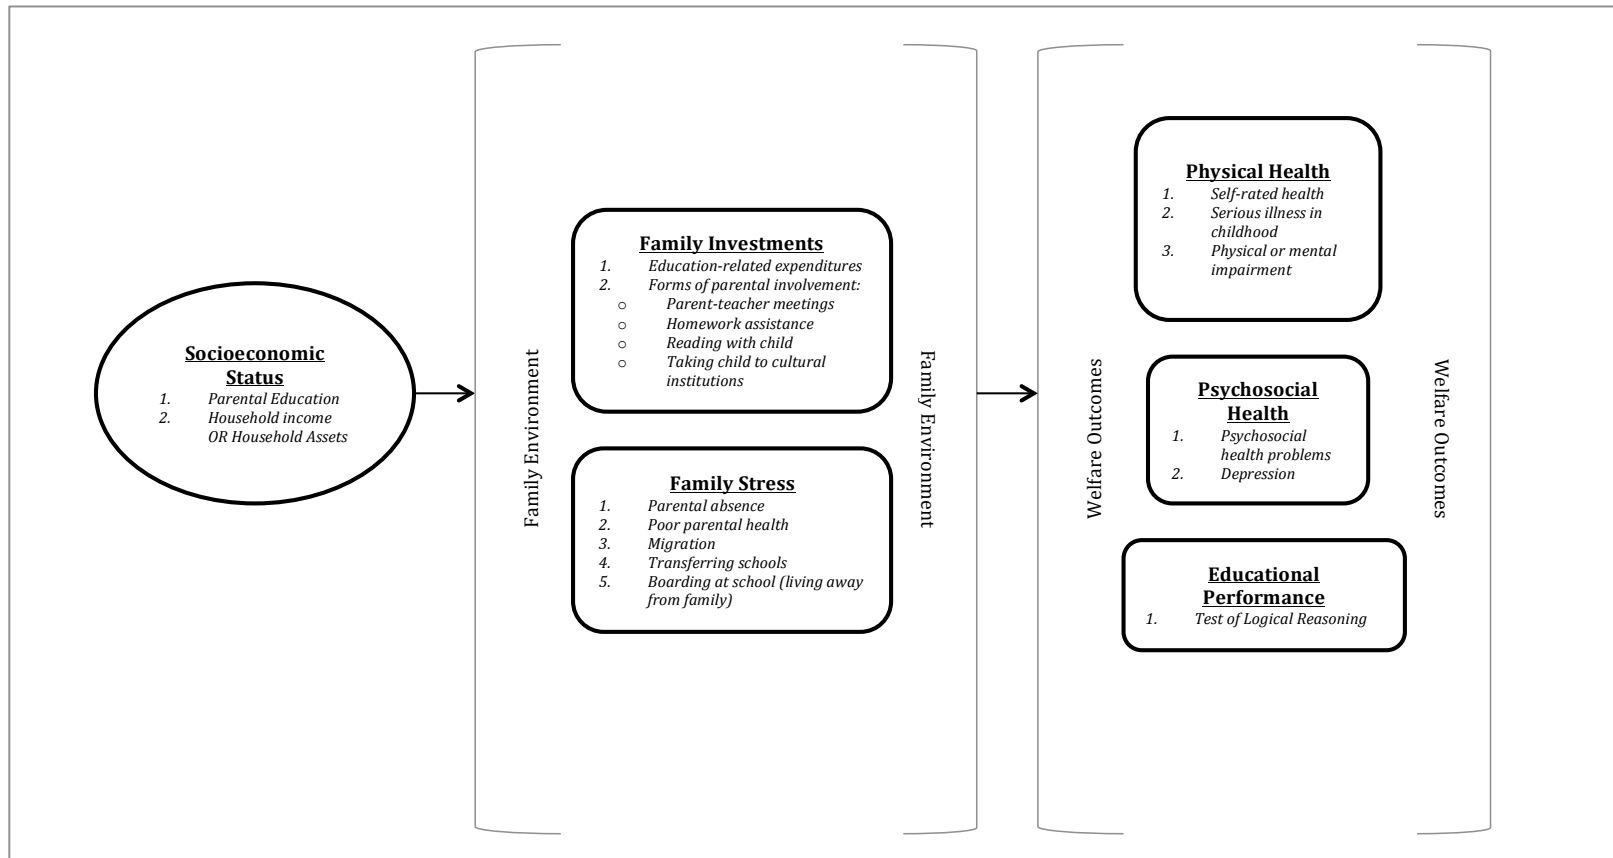 Socioeconomic
Status
1. Parental Education
2. Household income
OR Household Assets
Family Environment
Family Investments
1. Education-related expenditures
2. Forms of parental involvement:
o Parent-teacher meetings
o Homework assistance
o Reading with child
o Taking child to cultural
institutions
Family Stress
1. Parental absence
2. Poor parental health
3. Migration
4. Transferring schools
5. Boarding at school (living away
from family)
Family Environment
Welfare Outcomes
Physical Health
1. Self-rated health
2. Serious illness in
childhood
3. Physical or mental
impairment
Psychosocial
Health
1. Psychosocial
health problems
2. Depression
Educational
Performance
1. Test of Logical Reasoning
Welfare Outcomes